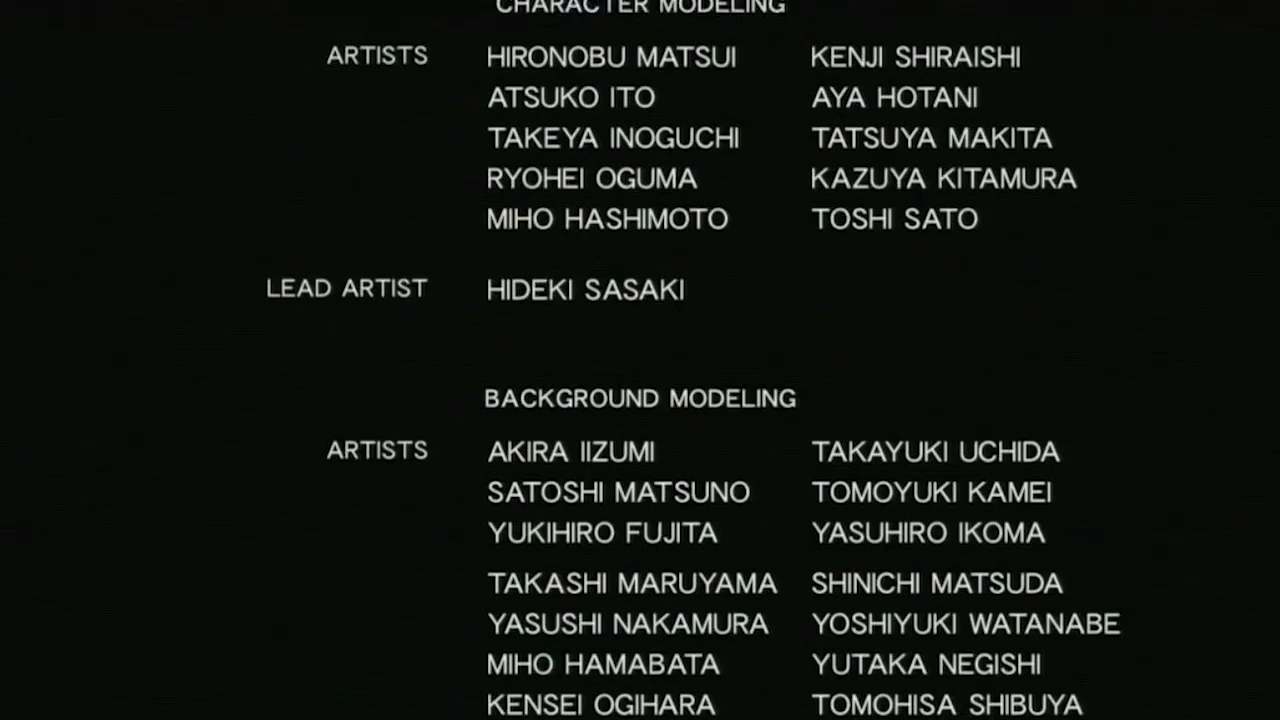 CHARACTER MODELING
ARTISTS HIRONOBU MATSUI KENJI SHIRAISHI
ATSUKO ITO AYA HOTANI
TAKEYA INOGUCHI TATSUYA MAKITA
RYOHEI OGUMA KAZUYA KITAMURA
MIHO HASHIMOTO TOSHI SATO
LEAD ARTIST HIDEKI SASAKI
BACKGROUND MODELING
ARTISTS AKIRA IIZUMI TAKAYUKI UCHIDA
SATOSHI MATSUNO TOMOYUKI KAMEI
YUKIHIRO FUJITA YASUHIRO IKOMA
TAKASHI MARUYAMA SHINICHI MATSUDA
YASUSHI NAKAMURA YOSHIYUKI WATANABE
MIHO HAMABATA YUTAKA NEGISHI
KENSEI OGIHARA TOMOHISA SHIBUYA